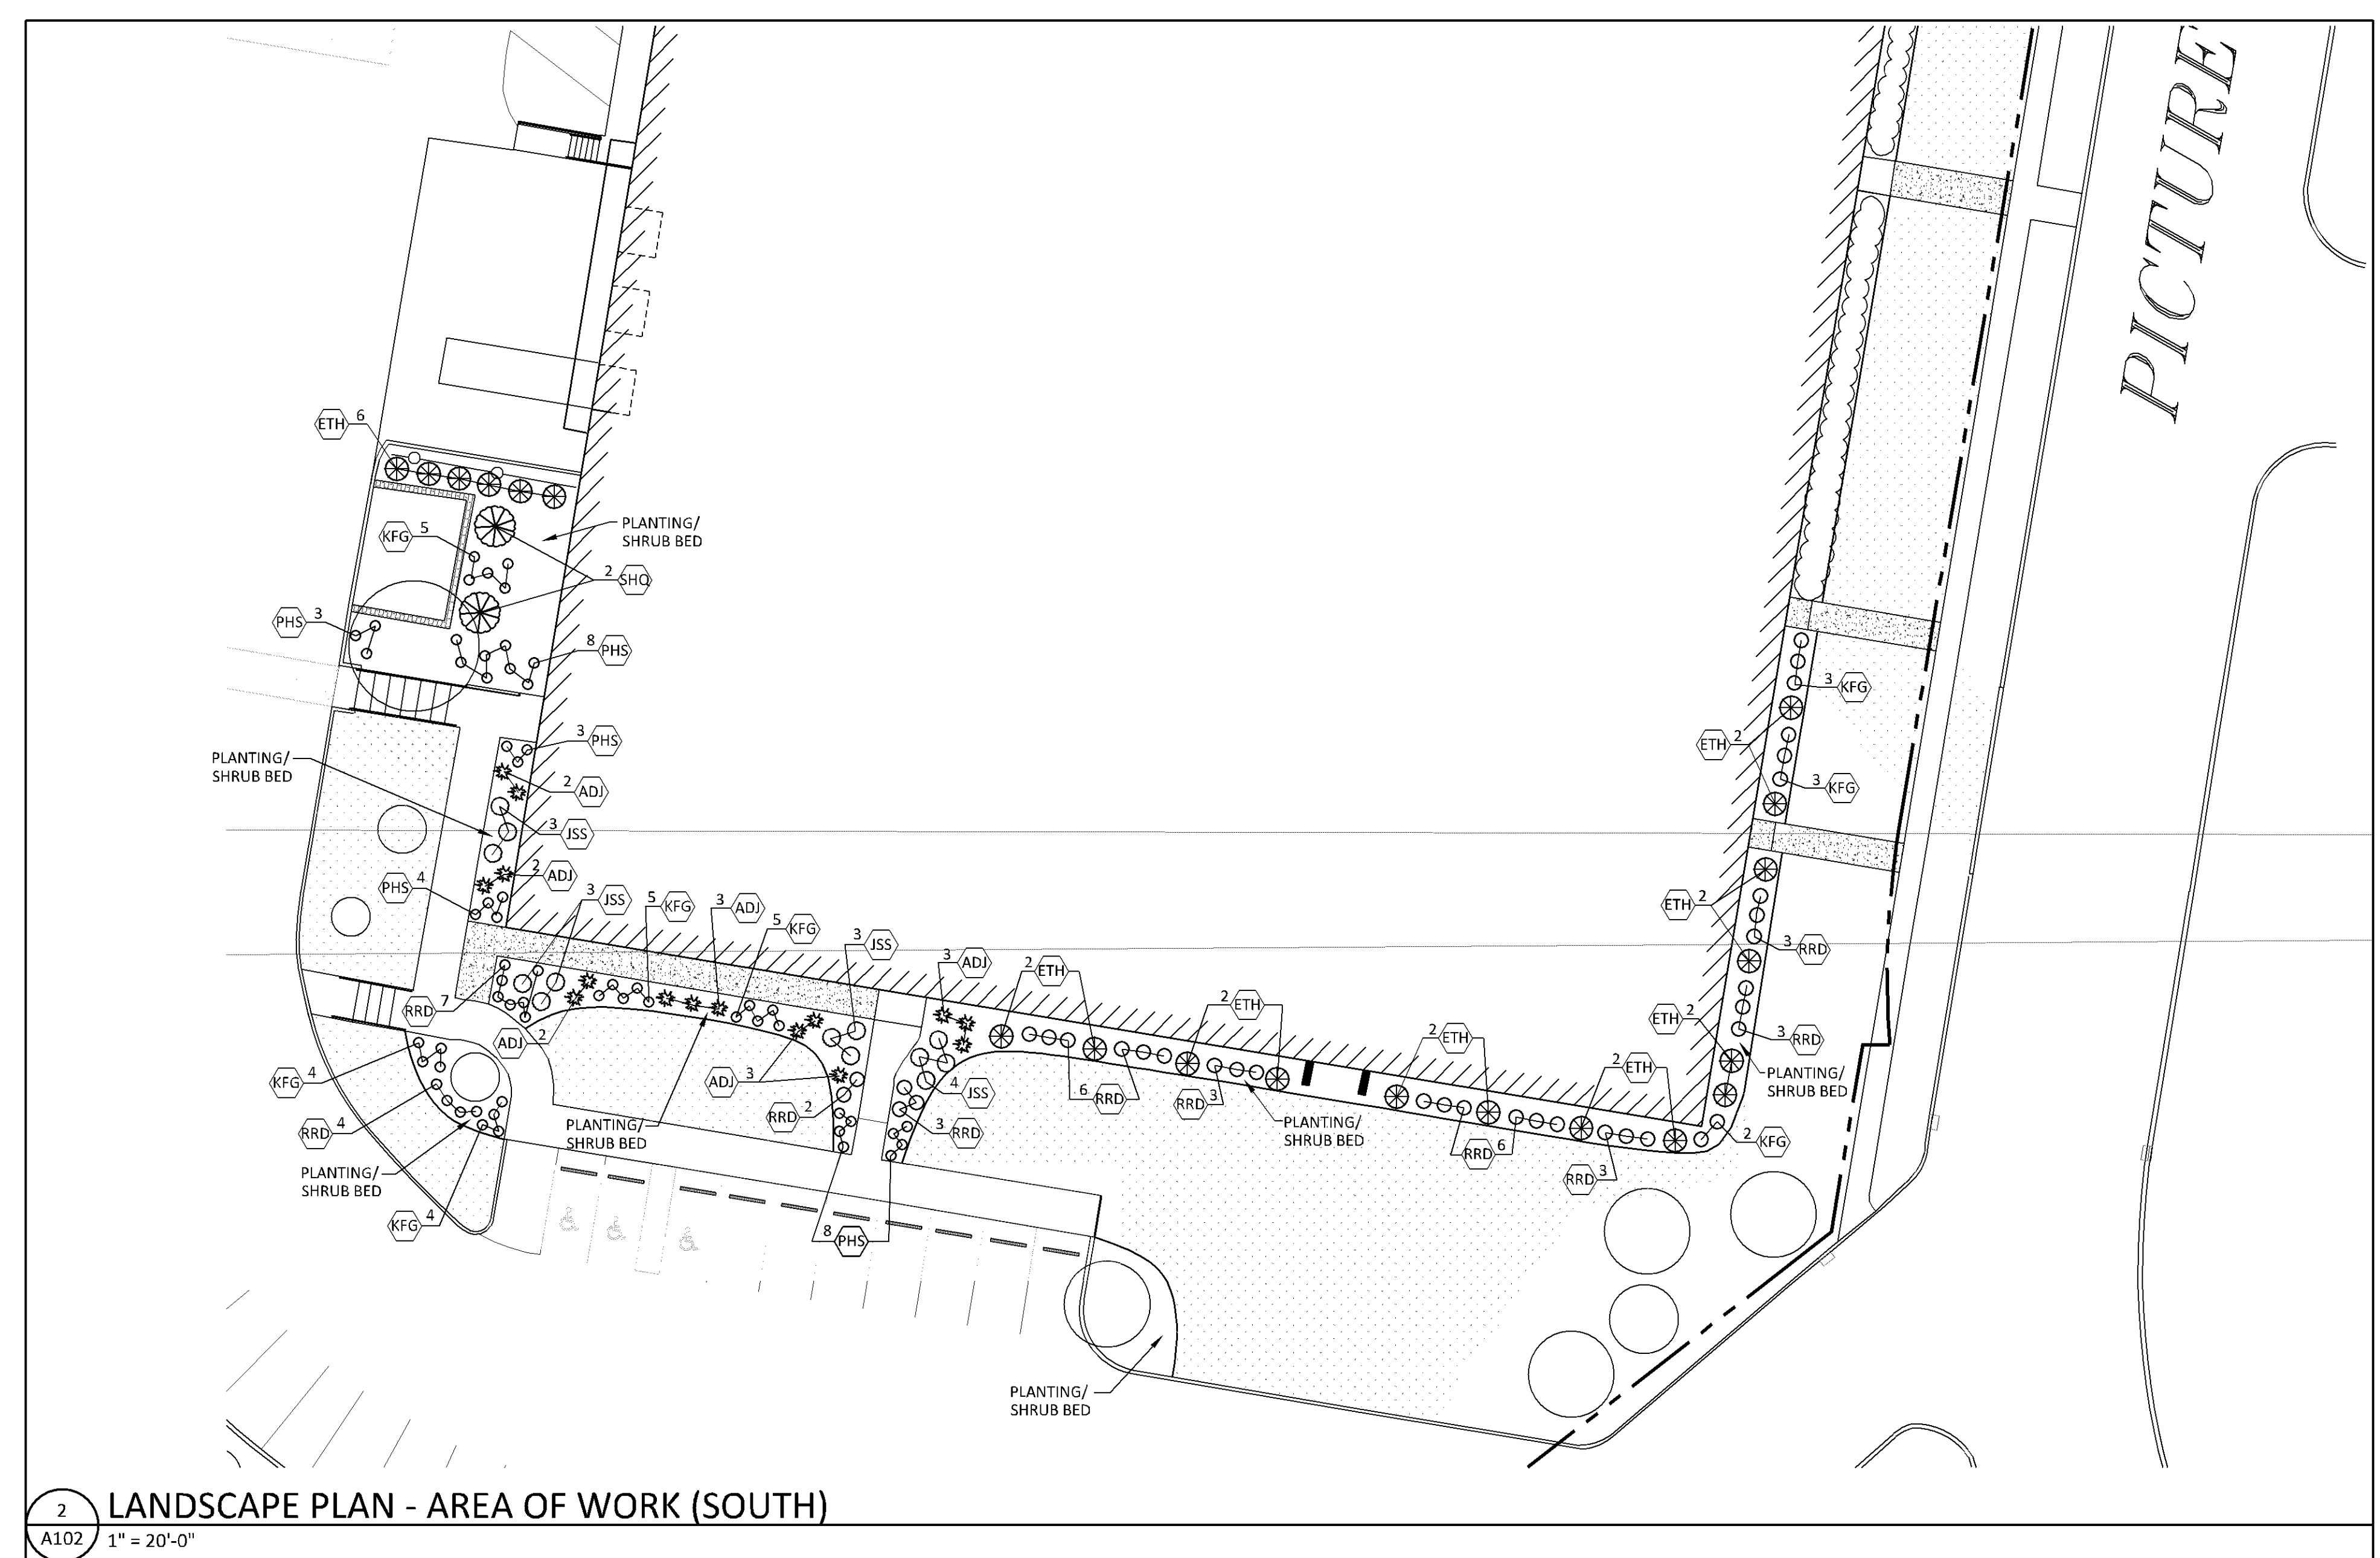 PICTURE
ETH 6
PLANTING/
SHRUB BED
KFG 5
2 SHO
PHS 3
8 PHS
3 KFG
3 PHS
ETH 2
PLANTING/
SHRUB BED
2 ADJ
3 KFG
3 JSS
2 ADJ
PHS 4
3 JSS
5 KFG
3 ADJ
ETH 2
5 KFG
3 JSS
3 RRD
3 ADJ
2 ETH
RRD 7
2 ETH
ETH 2
ADJ 2
2 ETH
3 RRD
2 ETH
KFG 4
ADJ 3
PLANTING/
SHRUB BED
4 JSS
6 RRD
RRD 3
RRD 2
RRD 4
PLANTING/
SHRUB BED
3 RRD
PLANTING/
SHRUB BED
2 KFG
RRD 6
PLANTING/
SHRUB BED
RRD 3
KFG 4
8 PHS
PLANTING/
SHRUB BED
2
LANDSCAPE PLAN - AREA OF WORK (SOUTH)
A102
1" = 20'-0"